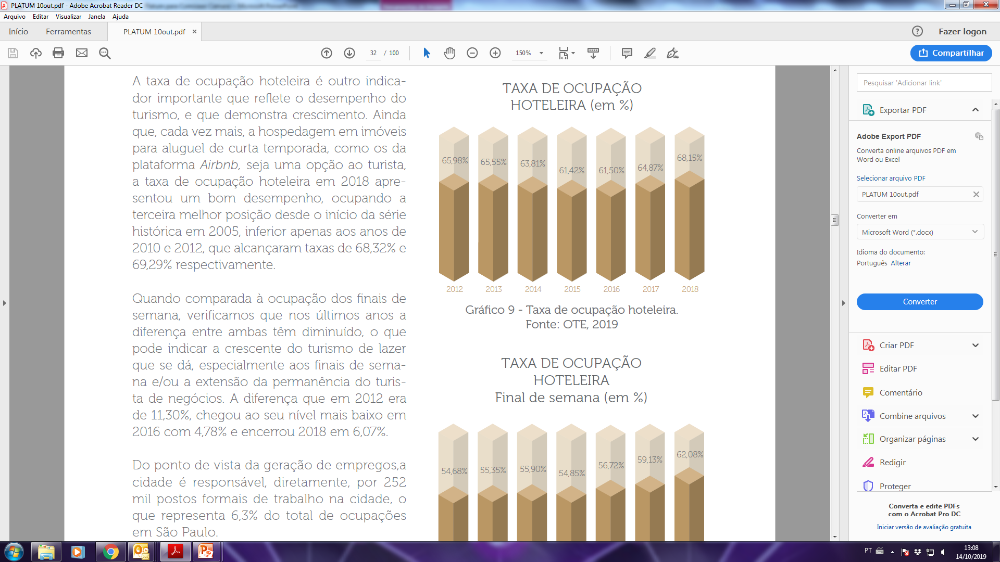 PLATUM 10out.pdf - Adobe Acrobat Reader DC
Arquivo Editar Visualizar Janela Ajuda
Início Ferramentas PLATUM 10out.pdf
Fazer logon
32 / 100
150%
Compartilhar
A taxa de ocupação hoteleira é outro indica-
dor importante que reflete o desempenho do
turismo, e que demonstra crescimento. Ainda
que, cada vez mais, a hospedagem em imóveis
para aluguel de curta temporada, como os da
plataforma Airbnb, seja uma opção ao turista,
a taxa de ocupação hoteleira em 2018 apre-
sentou um bom desempenho, ocupando a
terceira melhor posição desde o início da série
histórica em 2005, inferior apenas aos anos de
2010 e 2012, que alcançaram taxas de 68,32% e
69,29% respectivamente.
Quando comparada à ocupação dos finais de
semana, verificamos que nos últimos anos a
diferença entre ambas têm diminuído, o que
pode indicar a crescente do turismo de lazer
que se dá, especialmente aos finais de sema-
na e/ou a extensão da permanência do turis-
ta de negócios. A diferença que em 2012 era
de 11,30%, chegou ao seu nível mais baixo em
2016 com 4,78% e encerrou 2018 em 6,07%.
Do ponto de vista da geração de empregos,a
cidade é responsável, diretamente, por 252
mil postos formais de trabalho na cidade, o
que representa 6,3% do total de ocupações
em São Paulo.
TAXA DE OCUPAÇÃO
HOTELEIRA (em %)
65,98% 65,55% 63,81% 61,42% 61,50% 64,87% 68,15%
2012 2013 2014 2015 2016 2017 2018
Gráfico 9 - Taxa de ocupação hoteleira.
Fonte: OTE, 2019
TAXA DE OCUPAÇÃO
HOTELEIRA
Final de semana (em %)
54,68% 55,35% 55,90% 54,85% 56,72% 59,13% 62,08%
Pesquisar 'Adicionar link'
Exportar PDF
Adobe Export PDF
Converta online arquivos PDF em
Word ou Excel
Selecionar arquivo PDF
PLATUM 10out.pdf
Converter em
Microsoft Word (*.docx)
Idioma do documento:
Português Alterar
Converter
Criar PDF
Editar PDF
Comentário
Combine arquivos
Organizar páginas
Redigir
Proteger
Converta e edite PDFs
com o Acrobat Pro DC
Iniciar versão de avaliação gratuita
PT
13:08
14/10/2019